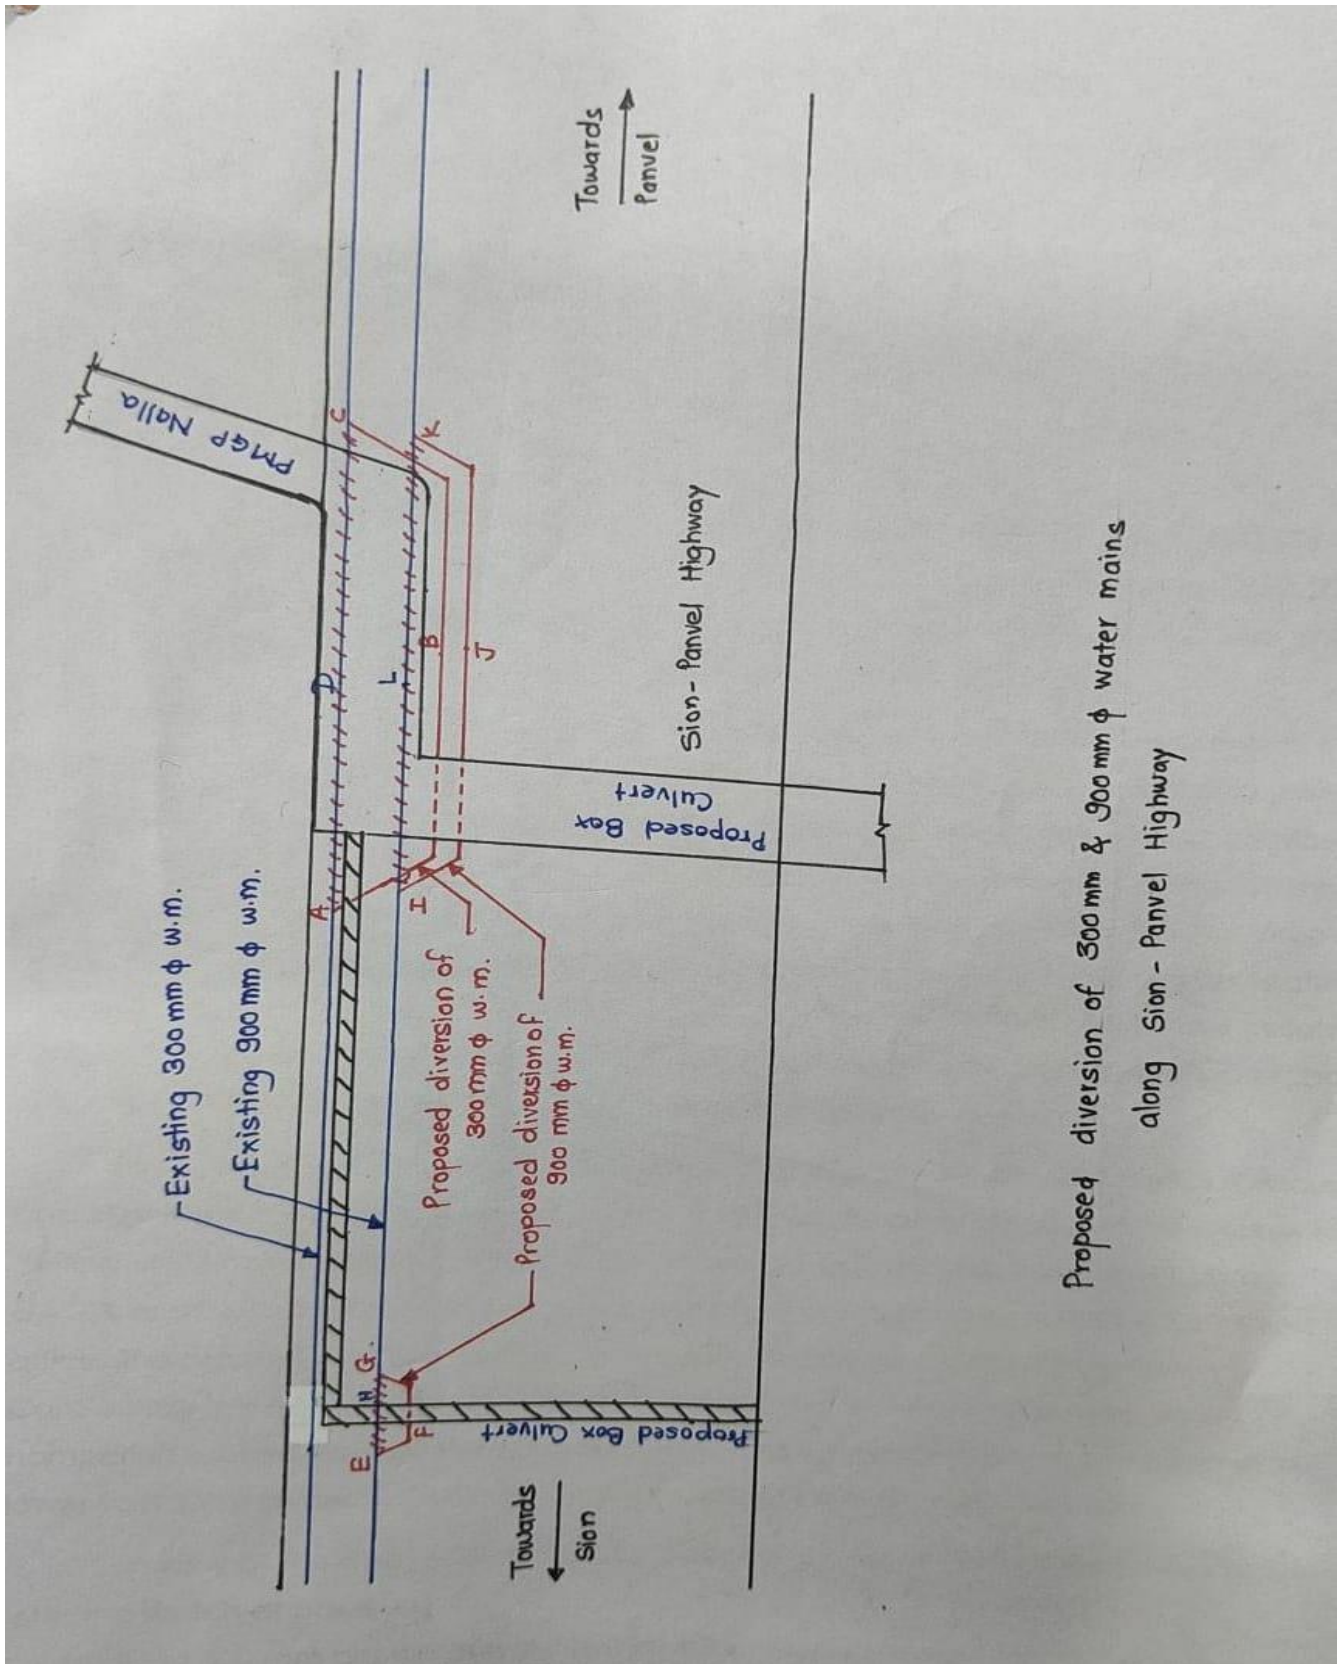 Existing 300 mm ϕ w.m.
Existing 900 mm ϕ w.m.
PMGP Nalla
Towards
Panvel
Towards
Sion
A
D
C
L
K
B
J
I
E
H
G
F
Proposed diversion of
300 mm ϕ w.m.
Proposed diversion of
900 mm ϕ w.m.
Proposed Box
Culvert
Proposed Box Culvert
Sion - Panvel Highway
Proposed diversion of 300 mm & 900 mm ϕ water mains
along Sion - Panvel Highway